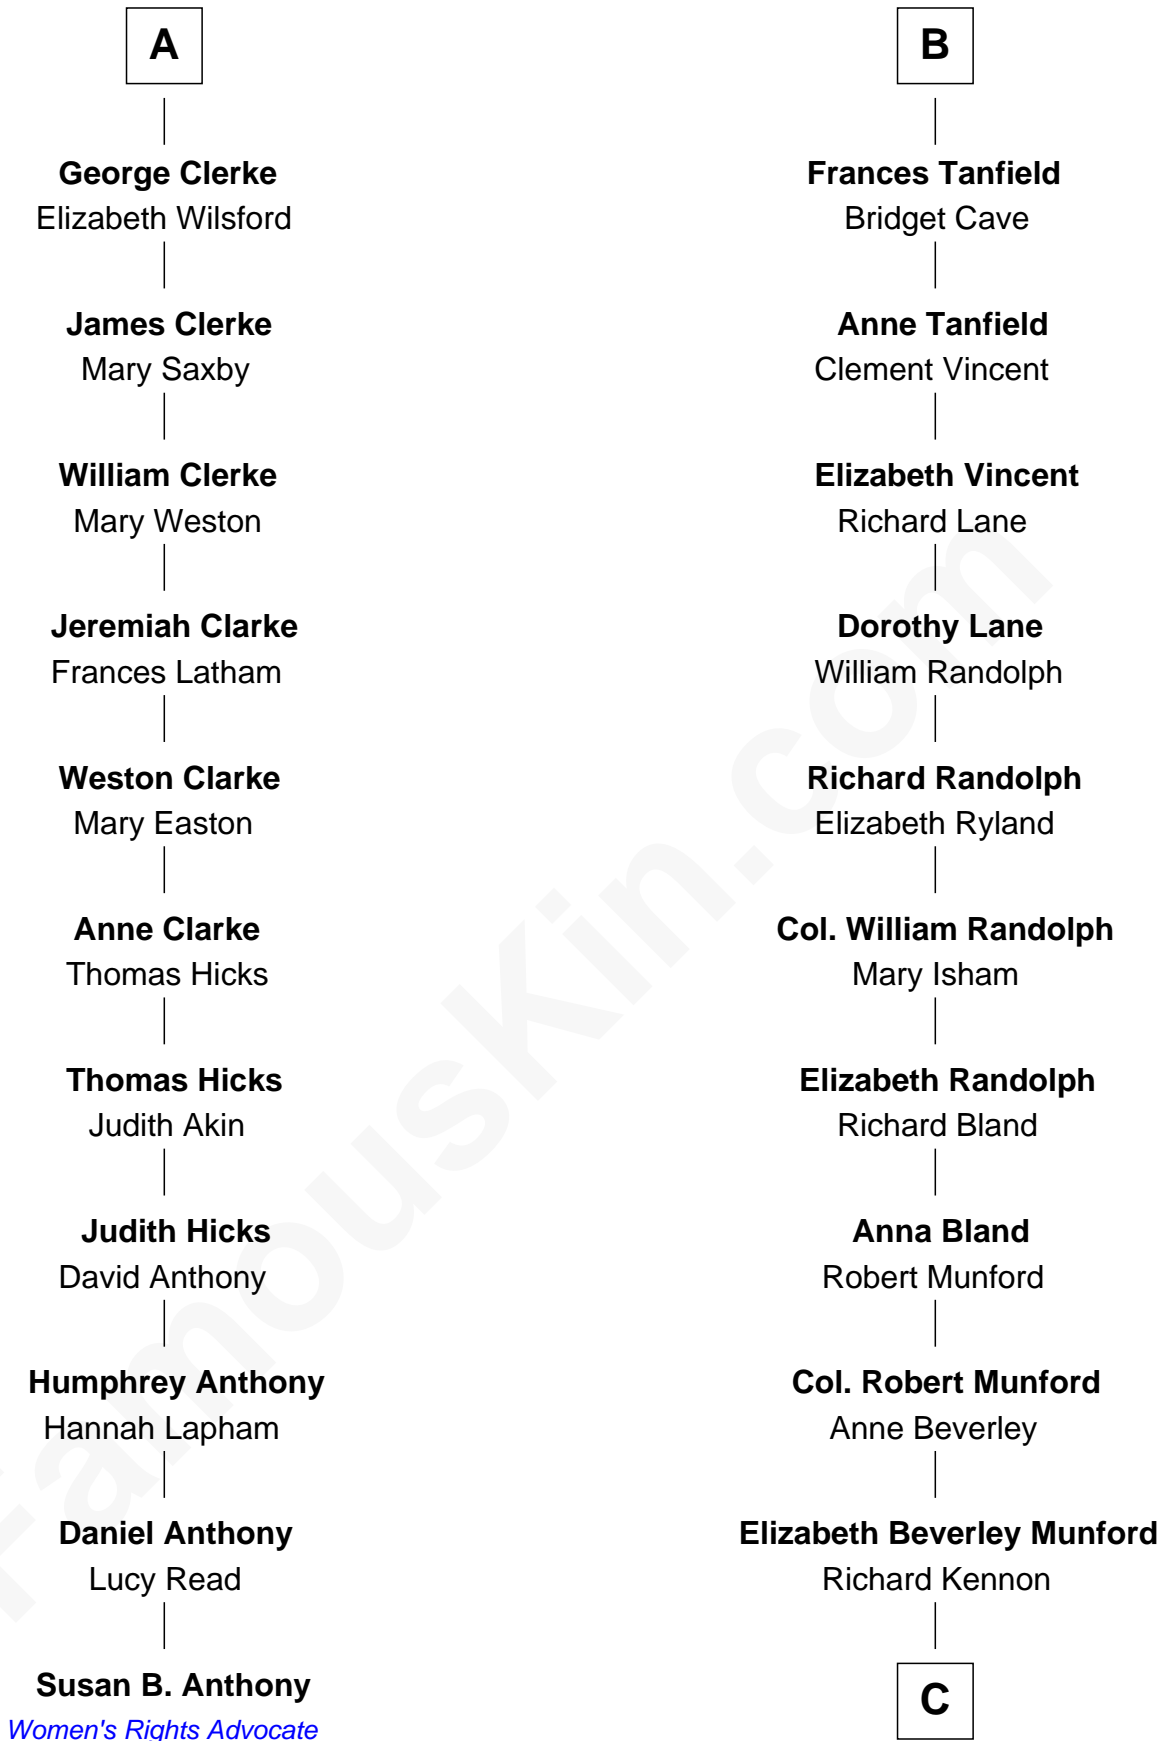 A
George Clerke
Elizabeth Wilsford
James Clerke
Mary Saxby
William Clerke
Mary Weston
Jeremiah Clarke
Frances Latham
Weston Clarke
Mary Easton
Anne Clarke
Thomas Hicks
Thomas Hicks
Judith Akin
Judith Hicks
David Anthony
Humphrey Anthony
Hannah Lapham
Daniel Anthony
Lucy Read
Susan B. Anthony
Women's Rights Advocate
B
Frances Tanfield
Bridget Cave
Anne Tanfield
Clement Vincent
Elizabeth Vincent
Richard Lane
Dorothy Lane
William Randolph
Richard Randolph
Elizabeth Ryland
Col. William Randolph
Mary Isham
Elizabeth Randolph
Richard Bland
Anna Bland
Robert Munford
Col. Robert Munford
Anne Beverley
Elizabeth Beverley Munford
Richard Kennon
C
FamousKin.com